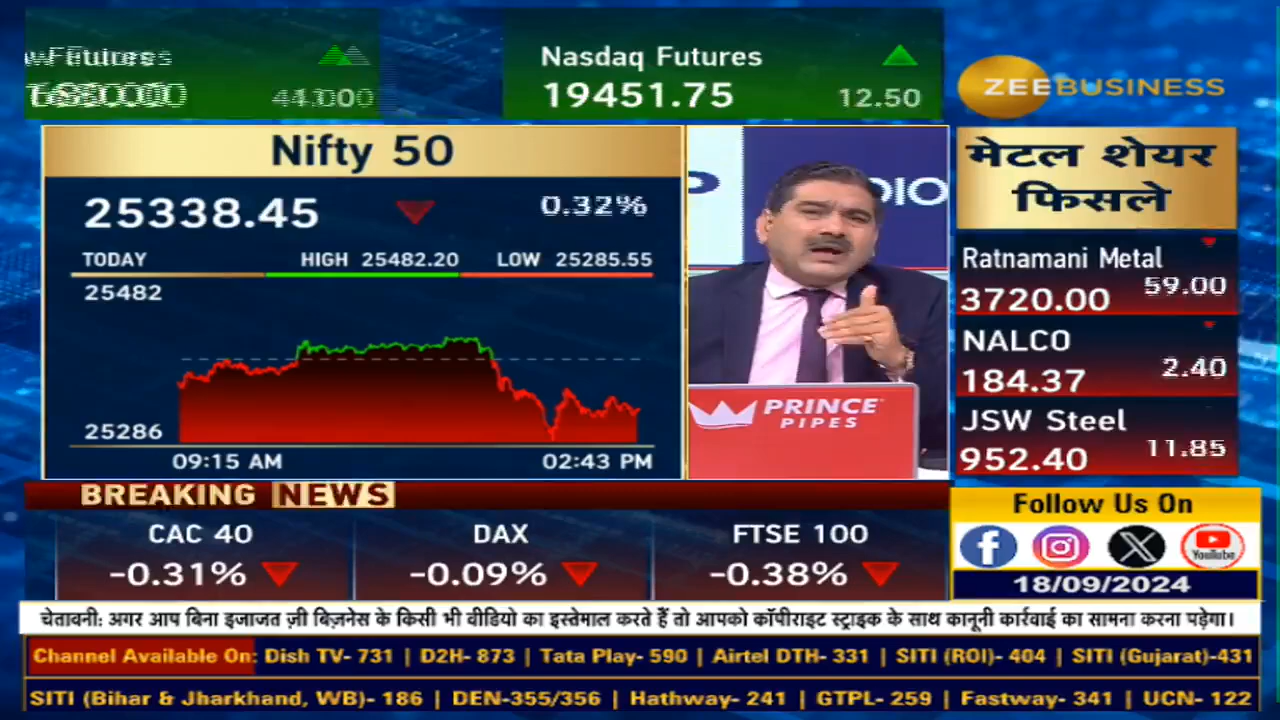 Futures
44.00
Nasdaq Futures
19451.75 12.50
ZEEBUSINESS
Nifty 50
25338.45 0.32%
TODAY HIGH 25482.20 LOW 25285.55
25482
25286
09:15 AM 02:43 PM
P
DIO
PRINCE
PIPES
मेटल शेयर
फिसले
Ratnamani Metal
3720.00 59.00
NALCO
184.37 2.40
JSW Steel
952.40 11.85
BREAKING NEWS
CAC 40 DAX FTSE 100
-0.31% -0.09% -0.38%
Follow Us On
YouTube
18/09/2024
चेतावनी: अगर आप बिना इजाजत ज़ी बिज़नेस के किसी भी वीडियो का इस्तेमाल करते हैं तो आपको कॉपीराइट स्ट्राइक के साथ कानूनी कार्रवाई का सामना करना पड़ेगा।
Channel Available On: Dish TV- 731 | D2H- 873 | Tata Play- 590 | Airtel DTH- 331 | SITI (ROI)- 404 | SITI (Gujarat)-431
SITI (Bihar & Jharkhand, WB)- 186 | DEN-355/356 | Hathway- 241 | GTPL- 259 | Fastway- 341 | UCN- 122